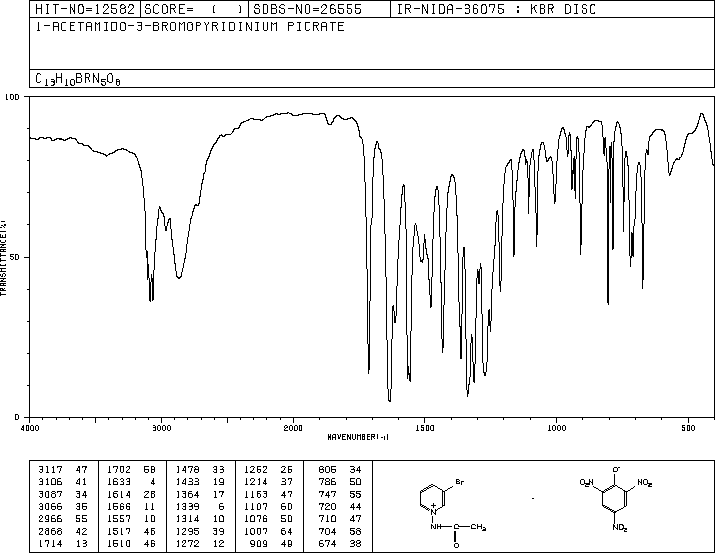 HIT-NO=12582 SCORE= ( ) SDBS-NO=26555 IR-NIDA-36075 : KBR DISC
1-ACETAMIDO-3-BROMOPYRIDINIUM PICRATE
C13H10BRN5O8
100
TRANSMITTANCE(%)
50
0
4000 3000 2000 1500 1000 500
WAVENUMBER(-1)
3117 47 1702 58 1478 33 1252 26 805 34
3106 41 1633 4 1433 19 1214 37 786 50
3087 34 1614 28 1364 17 1163 47 747 55
3066 35 1566 11 1339 6 1107 60 720 44
2966 55 1557 10 1314 10 1076 50 710 47
2868 42 1517 46 1295 39 1007 64 704 58
1714 13 1510 46 1272 12 909 49 674 38
Br
N+
NH C CH3
O
O-
NO2 NO2
NO2